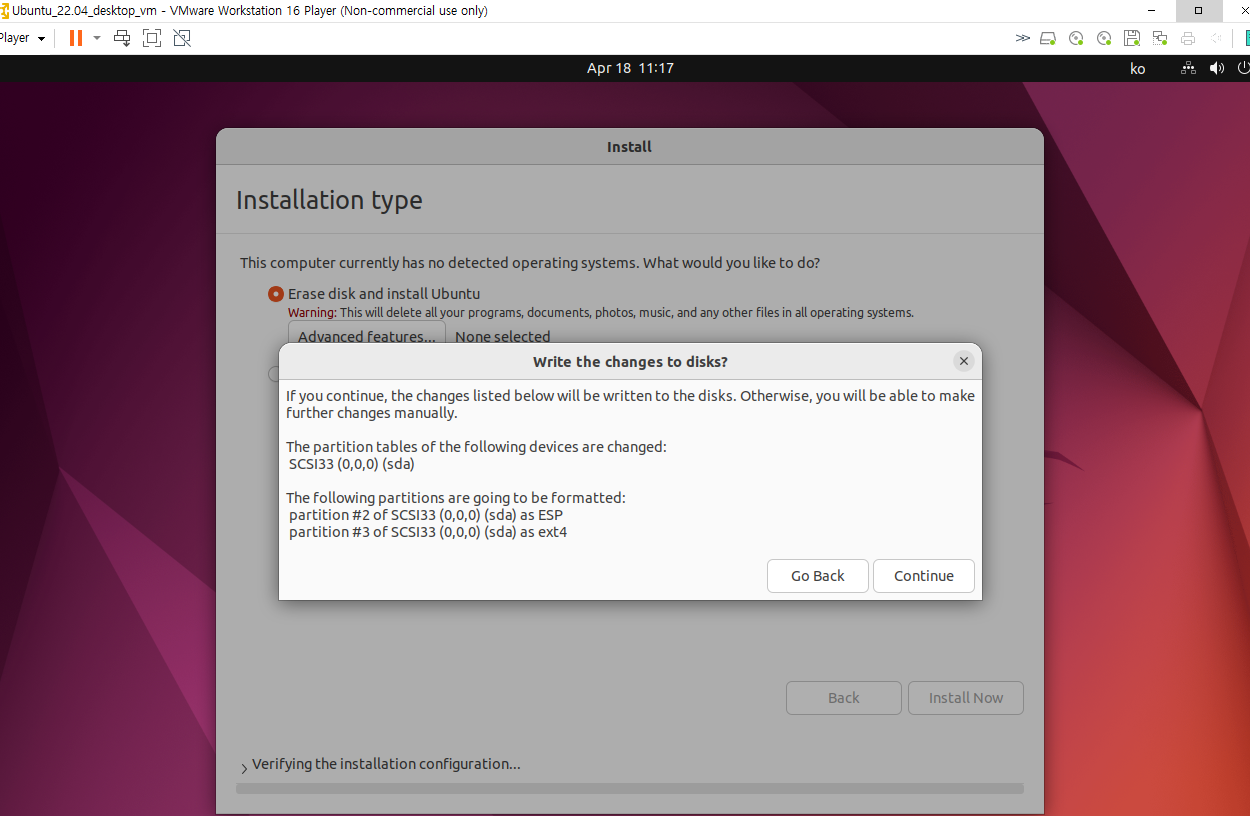 Ubuntu_22.04_desktop_vm - VMware Workstation 16 Player (Non-commercial use only)
Player
Apr 18 11:17
ko
Install
Installation type
This computer currently has no detected operating systems. What would you like to do?
Erase disk and install Ubuntu
Warning: This will delete all your programs, documents, photos, music, and any other files in all operating systems.
Advanced features... None selected
Write the changes to disks?
If you continue, the changes listed below will be written to the disks. Otherwise, you will be able to make
further changes manually.
The partition tables of the following devices are changed:
SCSI33 (0,0,0) (sda)
The following partitions are going to be formatted:
partition #2 of SCSI33 (0,0,0) (sda) as ESP
partition #3 of SCSI33 (0,0,0) (sda) as ext4
Go Back Continue
Back Install Now
Verifying the installation configuration...